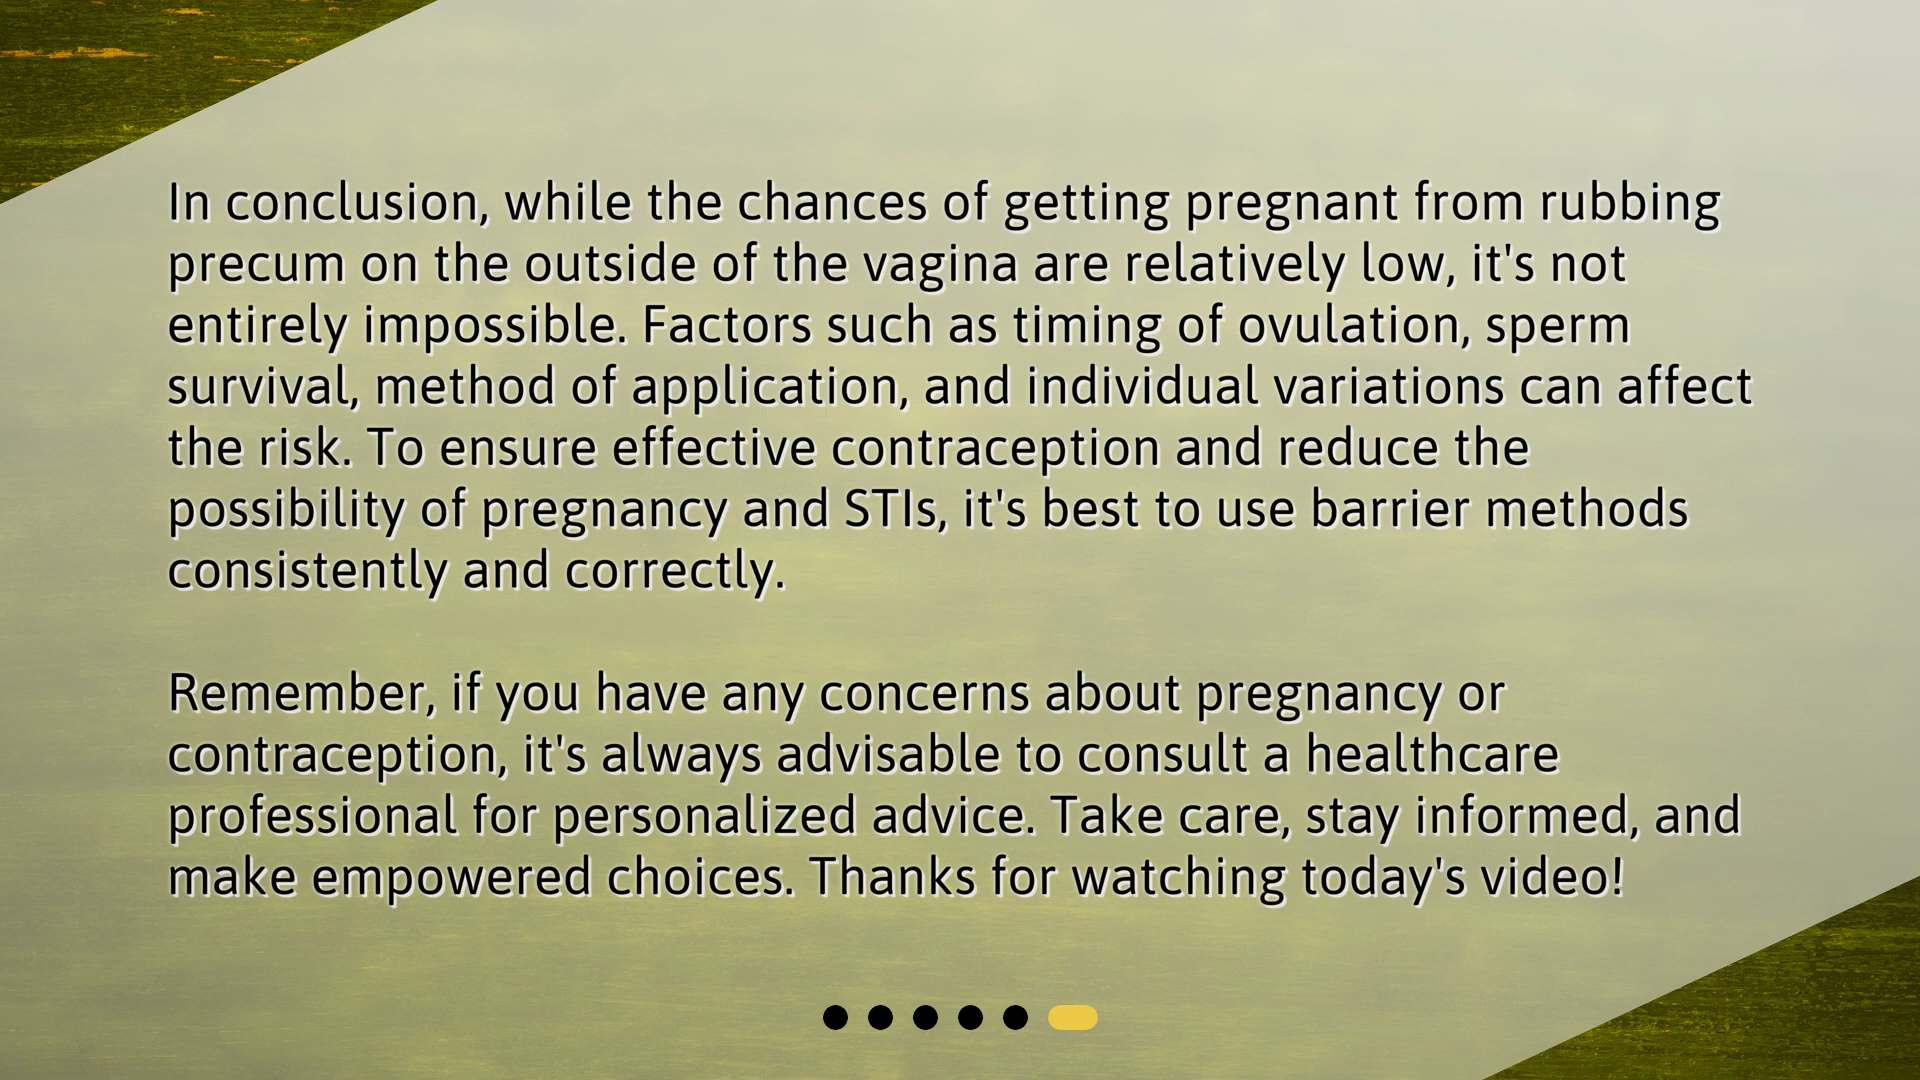 In conclusion, while the chances of getting pregnant from rubbing
precum on the outside of the vagina are relatively low, it's not
entirely impossible. Factors such as timing of ovulation, sperm
survival, method of application, and individual variations can affect
the risk. To ensure effective contraception and reduce the
possibility of pregnancy and STIs, it's best to use barrier methods
consistently and correctly.
Remember, if you have any concerns about pregnancy or
contraception, it's always advisable to consult a healthcare
professional for personalized advice. Take care, stay informed, and
make empowered choices. Thanks for watching today's video!